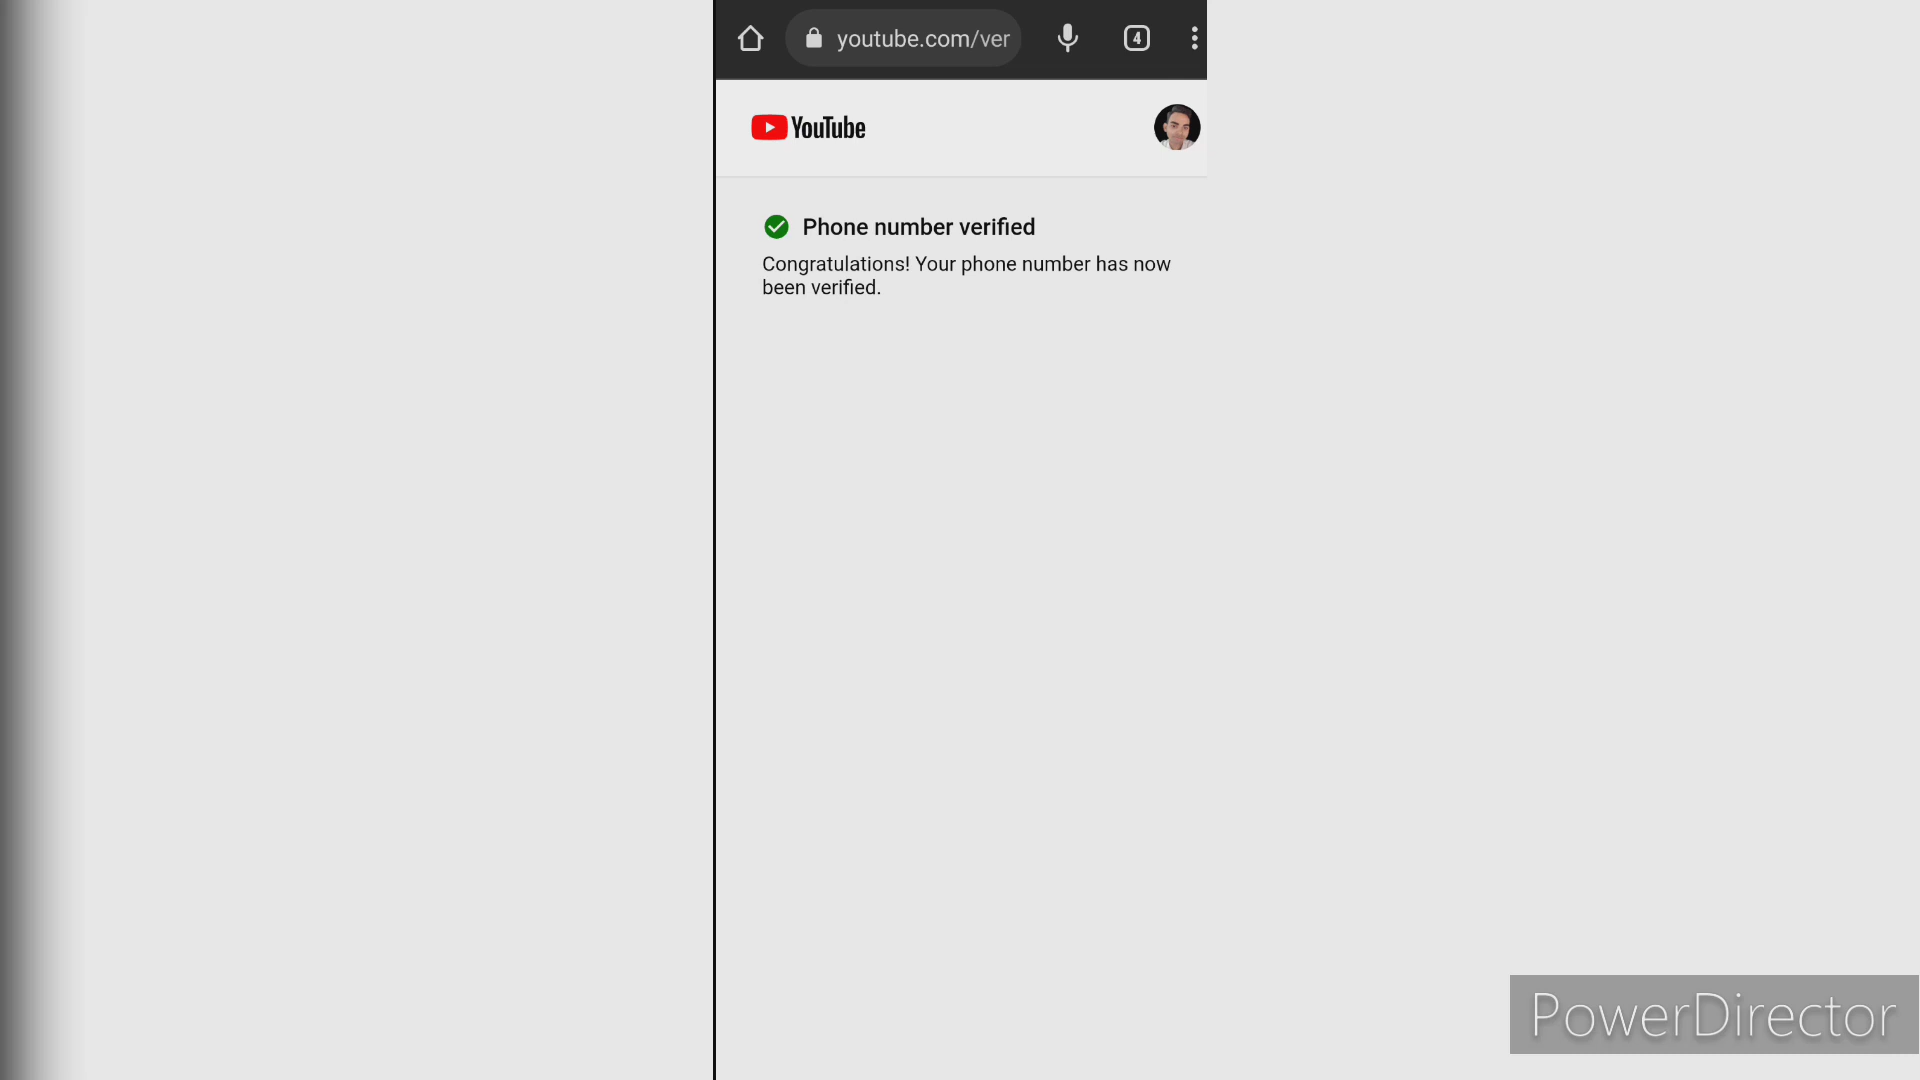 youtube.com/ver
4
YouTube
Phone number verified
Congratulations! Your phone number has now
been verified.
PowerDirector